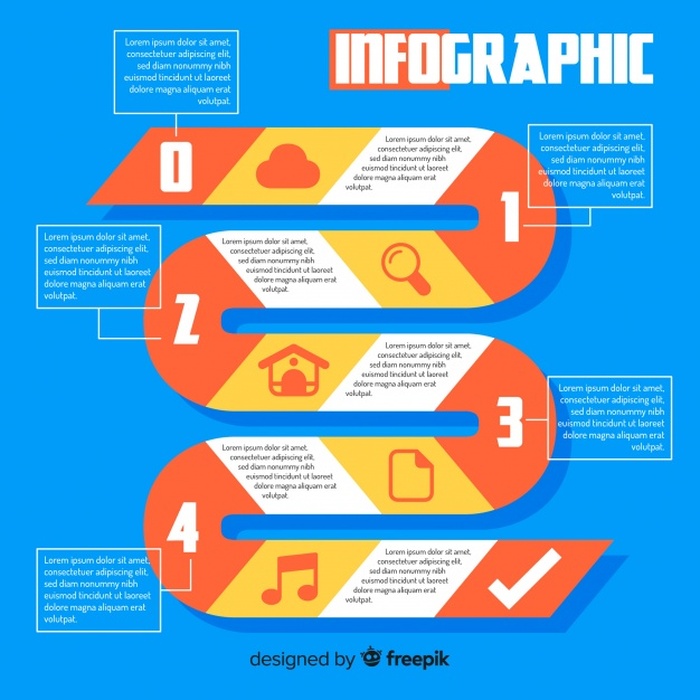 INFOGRAPHIC
Lorem ipsum dolor sit amet,
consectetuer adipiscing elit,
sed diam nonummy nibh
euismod tincidunt ut laoreet
dolore magna aliquam erat
volutpat.
0
Lorem ipsum dolor sit amet,
consectetuer adipiscing elit,
sed diam nonummy nibh
euismod tincidunt ut laoreet
dolore magna aliquam erat
volutpat.
Lorem ipsum dolor sit amet,
consectetuer adipiscing elit,
sed diam nonummy nibh
euismod tincidunt ut laoreet
dolore magna aliquam erat
volutpat.
1
Lorem ipsum dolor sit amet,
consectetuer adipiscing elit,
sed diam nonummy nibh
euismod tincidunt ut laoreet
dolore magna aliquam erat
volutpat.
Lorem ipsum dolor sit amet,
consectetuer adipiscing elit,
sed diam nonummy nibh
euismod tincidunt ut laoreet
dolore magna aliquam erat
volutpat.
2
Lorem ipsum dolor sit amet,
consectetuer adipiscing elit,
sed diam nonummy nibh
euismod tincidunt ut laoreet
dolore magna aliquam erat
volutpat.
3
Lorem ipsum dolor sit amet,
consectetuer adipiscing elit,
sed diam nonummy nibh
euismod tincidunt ut laoreet
dolore magna aliquam erat
volutpat.
Lorem ipsum dolor sit amet,
consectetuer adipiscing elit,
sed diam nonummy nibh
euismod tincidunt ut laoreet
dolore magna aliquam erat
volutpat.
4
Lorem ipsum dolor sit amet,
consectetuer adipiscing elit,
sed diam nonummy nibh
euismod tincidunt ut laoreet
dolore magna aliquam erat
volutpat.
Lorem ipsum dolor sit amet,
consectetuer adipiscing elit,
sed diam nonummy nibh
euismod tincidunt ut laoreet
dolore magna aliquam erat
volutpat.
designed by freepik